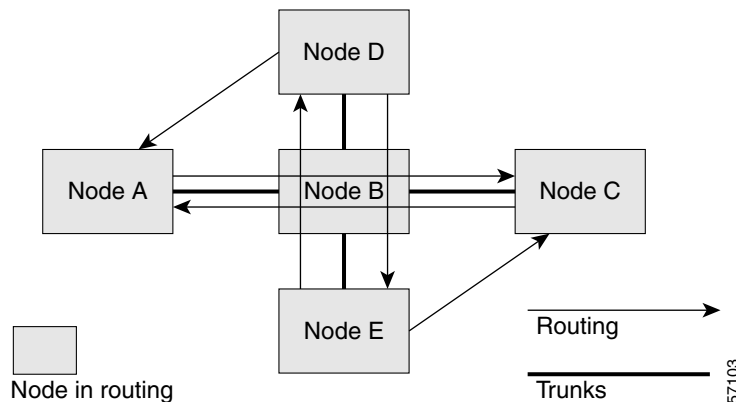 Node D
Node A
Node B
Node C
Node E
Routing
Node in routing
Trunks
57103